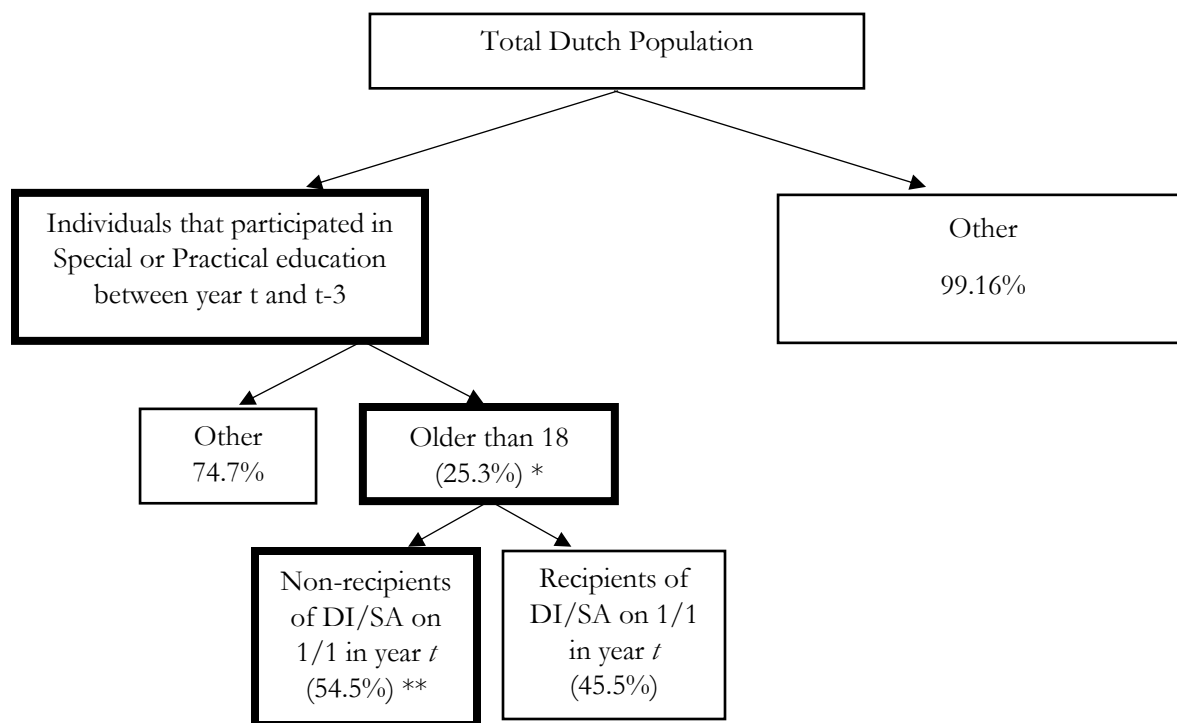 Total Dutch Population
Individuals that participated in
Special or Practical education
between year t and t-3
Other
99.16%
Other
74.7%
Older than 18
(25.3%) *
Non-recipients
of DI/SA on
1/1 in year t
(54.5%) **
Recipients of
DI/SA on 1/1
in year t
(45.5%)